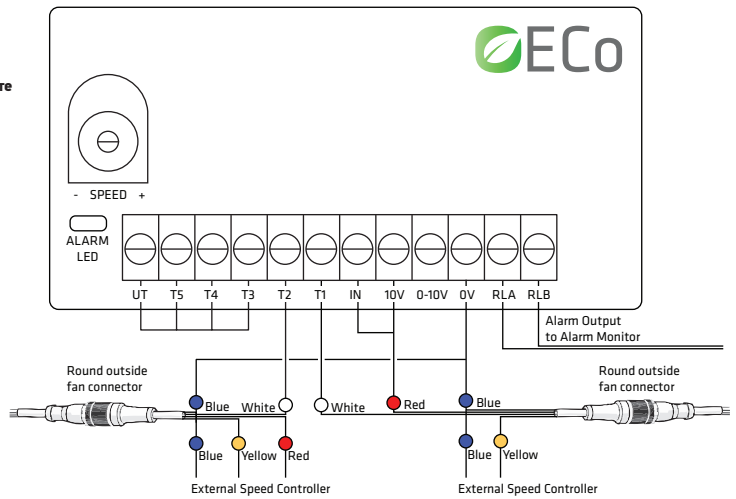 ECo
re
- SPEED +
ALARM
LED
UT T5 T4 T3 T2 T1 IN 10V 0-10V 0V RLA RLB
Alarm Output
to Alarm Monitor
Round outside
fan connector
Round outside
fan connector
Blue White White Red Blue
Blue Yellow Red Blue Yellow
External Speed Controller
External Speed Controller